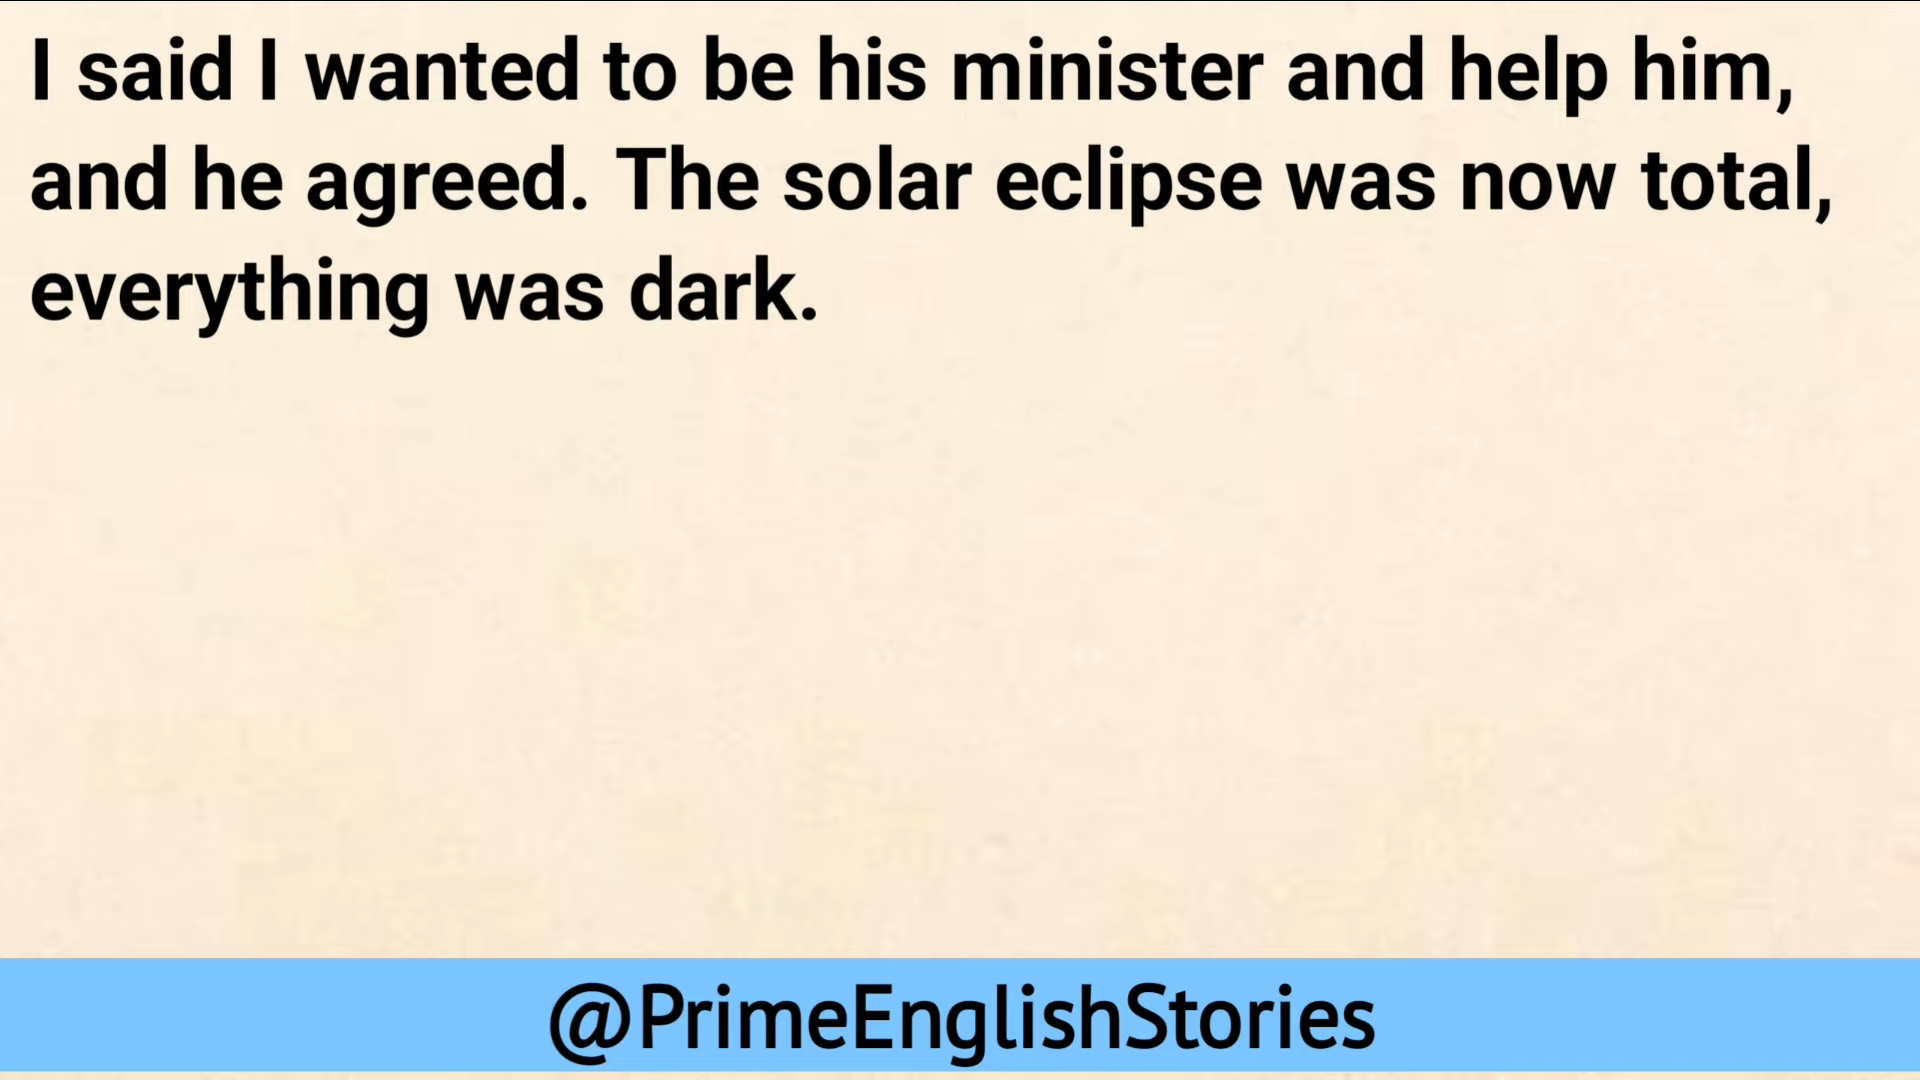 I said I wanted to be his minister and help him,
and he agreed. The solar eclipse was now total,
everything was dark.
@PrimeEnglishStories